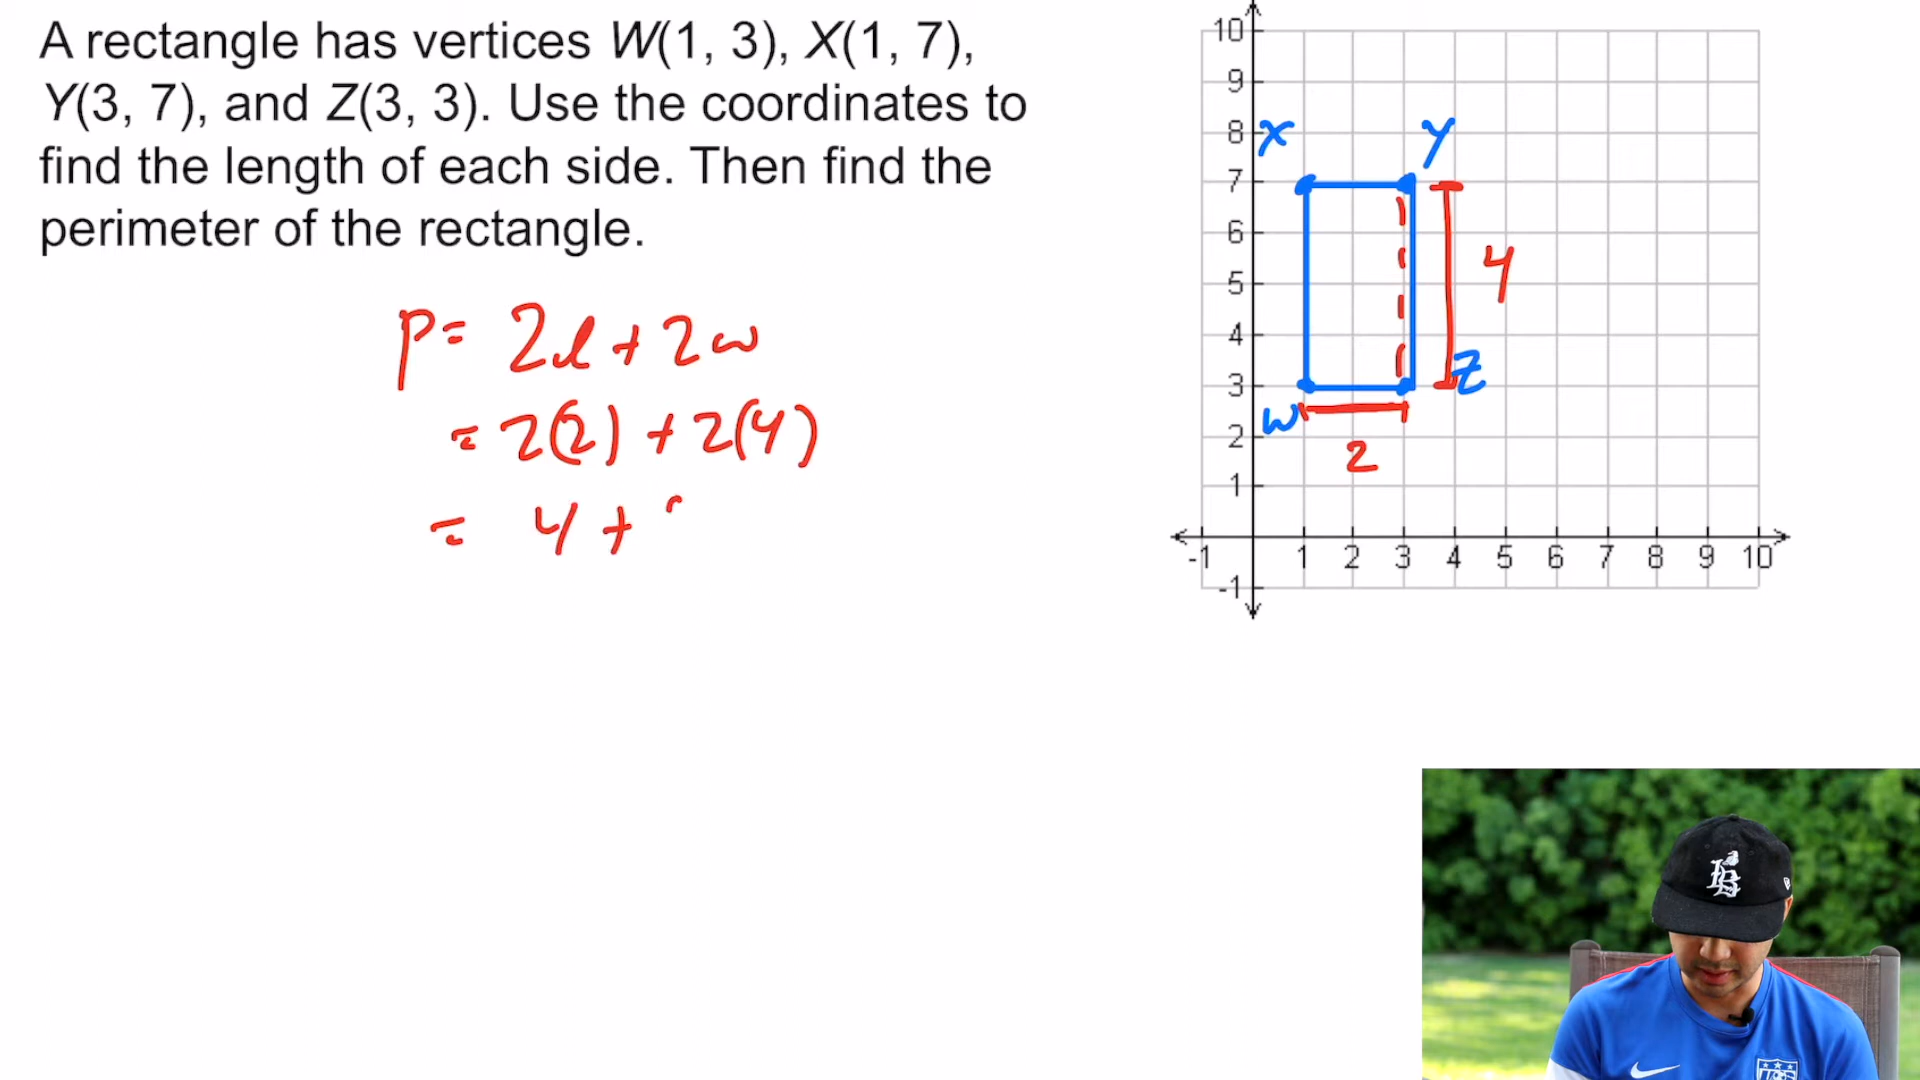 A rectangle has vertices W(1, 3), X(1, 7),
Y(3, 7), and Z(3, 3). Use the coordinates to
find the length of each side. Then find the
perimeter of the rectangle.
P= 2l+2w
= 2(2) + 2(4)
= 4 +
10
9
8
7
6
5
4
3
2
1
-1
-1 1 2 3 4 5 6 7 8 9 10
X Y
4
Z
W
2